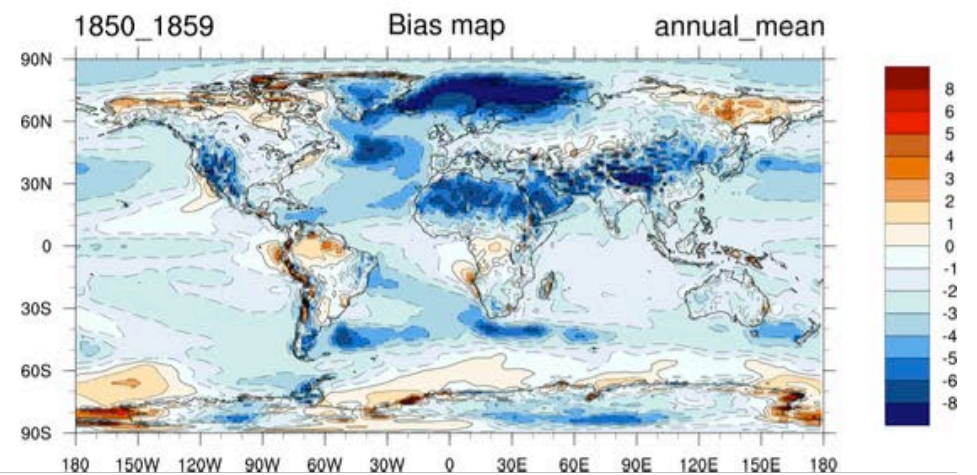 1850_1859 Bias map annual_mean
90N
60N
30N
0
30S
60S
90S
180 150W 120W 90W 60W 30W 0 30E 60E 90E 120E 150E 180
8
6
5
4
3
2
1
0
-1
-2
-3
-4
-5
-6
-8